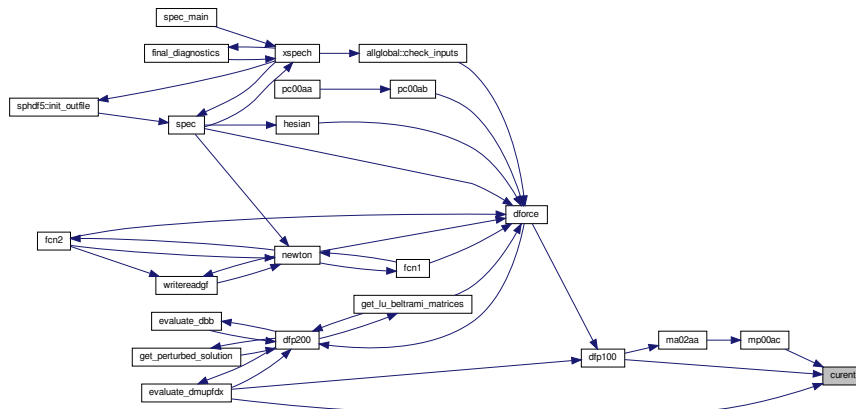 spec_main
final_diagnostics
xspech
allglobal::check_inputs
pc00aa
pc00ab
sphdf5::init_outfile
spec
hesian
dforce
fcn2
newton
fcn1
writereadgf
get_lu_beltrami_matrices
evaluate_dbb
dfp200
get_perturbed_solution
ma02aa
mp00ac
dfp100
curent
evaluate_dmupfdx